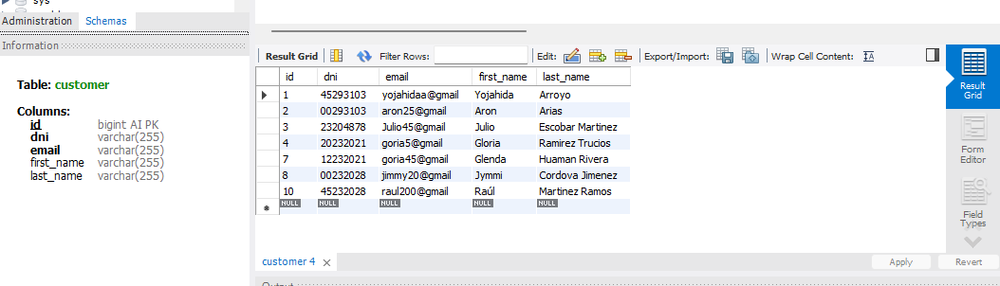 sys
Administration Schemas
Information
Table: customer
Columns:
id bigint AI PK
dni varchar(255)
email varchar(255)
first_name varchar(255)
last_name varchar(255)
Result Grid Filter Rows: Edit: Export/Import: Wrap Cell Content:
id dni email first_name last_name
1 45293103 yojahidaa@gmail Yojahida Arroyo
2 00293103 aron25@gmail Aron Arias
3 23204878 Julio45@gmail Julio Escobar Martinez
4 20232021 goria5@gmail Gloria Ramirez Trucios
7 12232021 goria45@gmail Glenda Huaman Rivera
8 00232028 jimmy20@gmail Jymmi Cordova Jimenez
10 45232028 raul200@gmail Raúl Martinez Ramos
NULL NULL NULL NULL NULL
Result
Grid
Form
Editor
Field
Types
customer 4
Apply Revert
Output